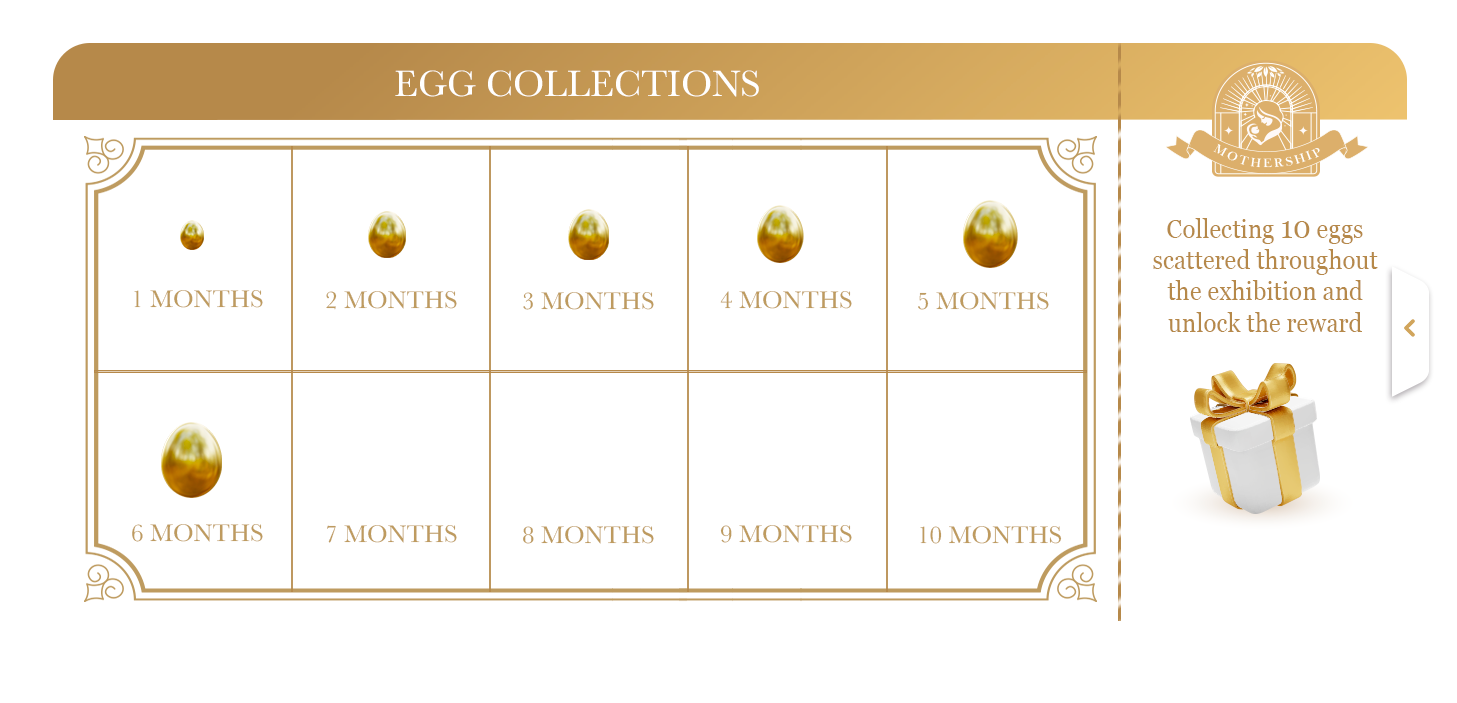 EGG COLLECTIONS
MOTHERSHIP
1 MONTHS
2 MONTHS
3 MONTHS
4 MONTHS
5 MONTHS
6 MONTHS
7 MONTHS
8 MONTHS
9 MONTHS
10 MONTHS
Collecting 10 eggs
scattered throughout
the exhibition and
unlock the reward